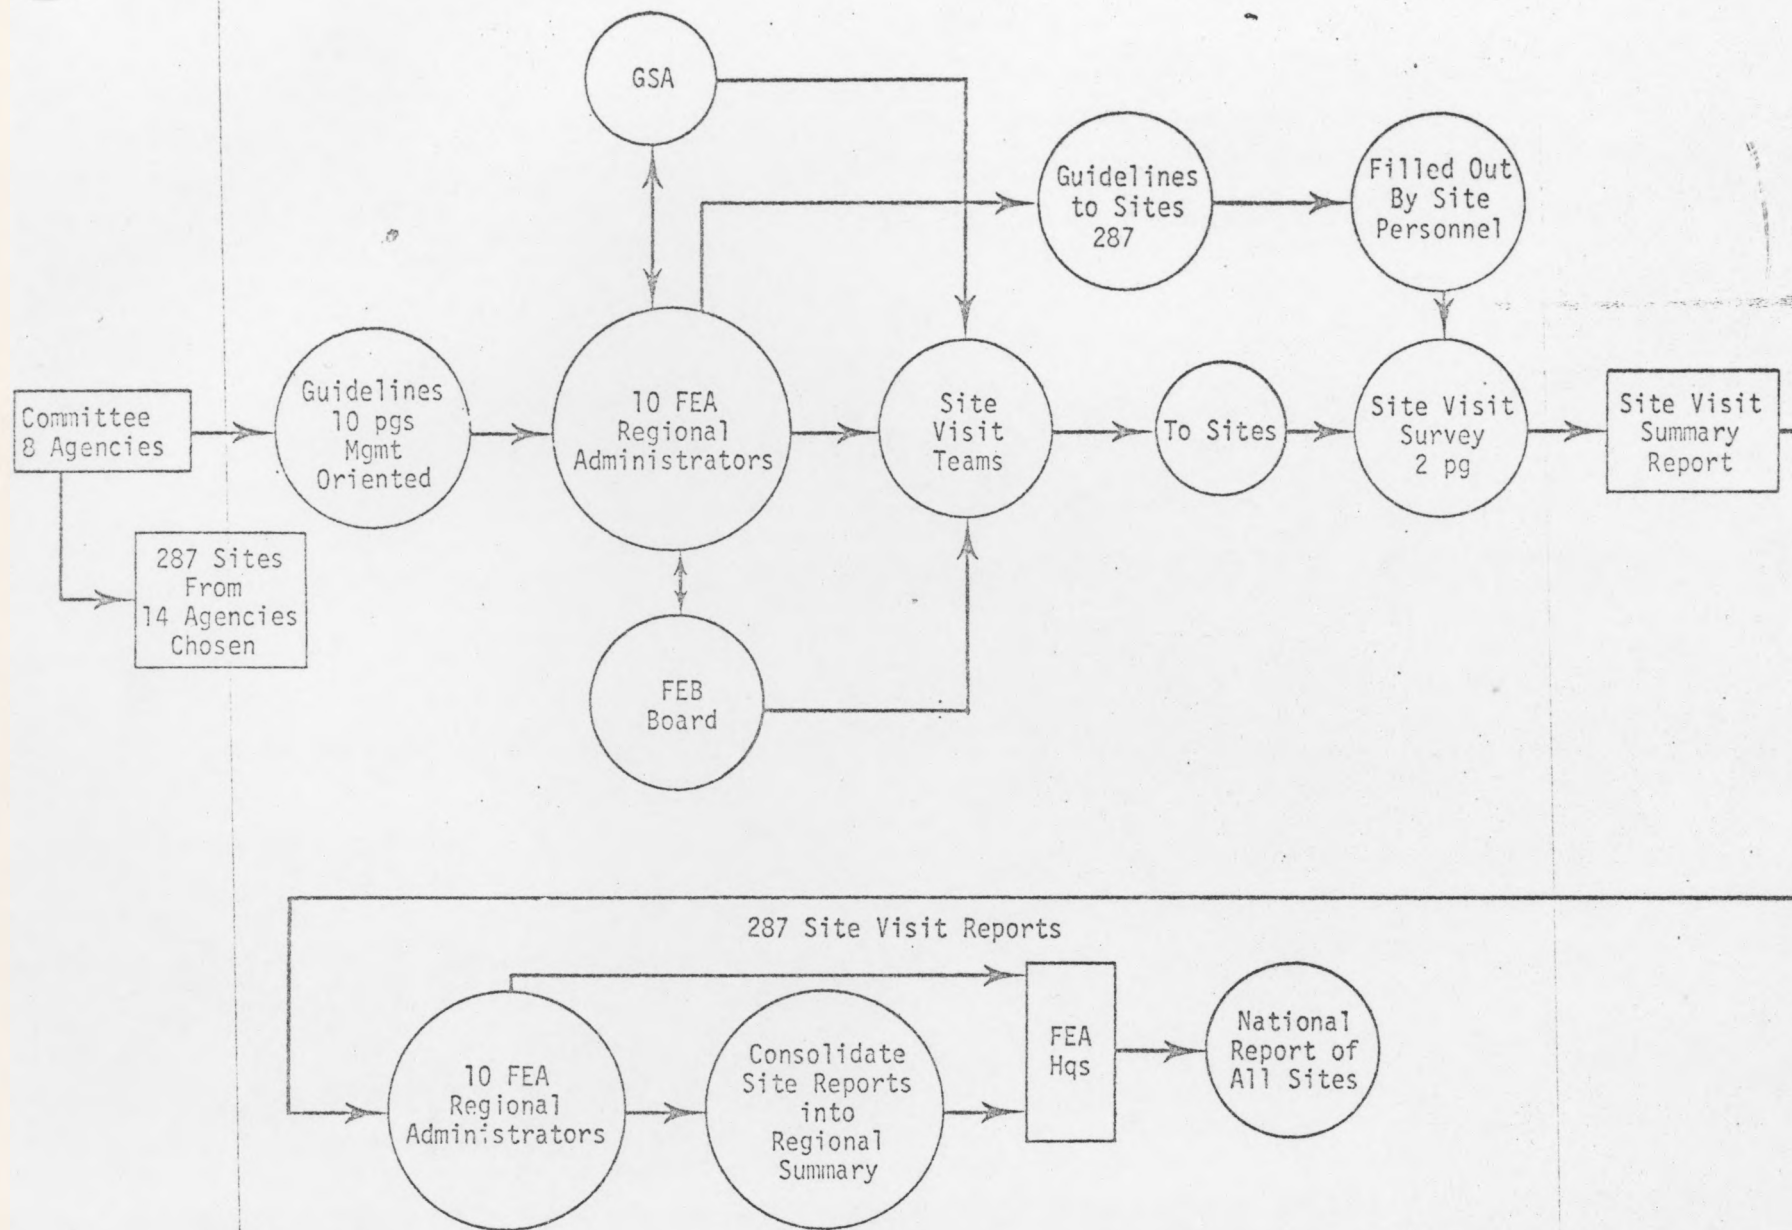 GSA
Guidelines
to Sites
287
Filled Out
By Site
Personnel
Committee
8 Agencies
Guidelines
10 pgs
Mgmt
Oriented
10 FEA
Regional
Administrators
Site
Visit
Teams
To Sites
Site Visit
Survey
2 pg
Site Visit
Summary
Report
287 Sites
From
14 Agencies
Chosen
FEB
Board
287 Site Visit Reports
10 FEA
Regional
Administrators
Consolidate
Site Reports
into
Regional
Summary
FEA
Hqs
National
Report of
All Sites